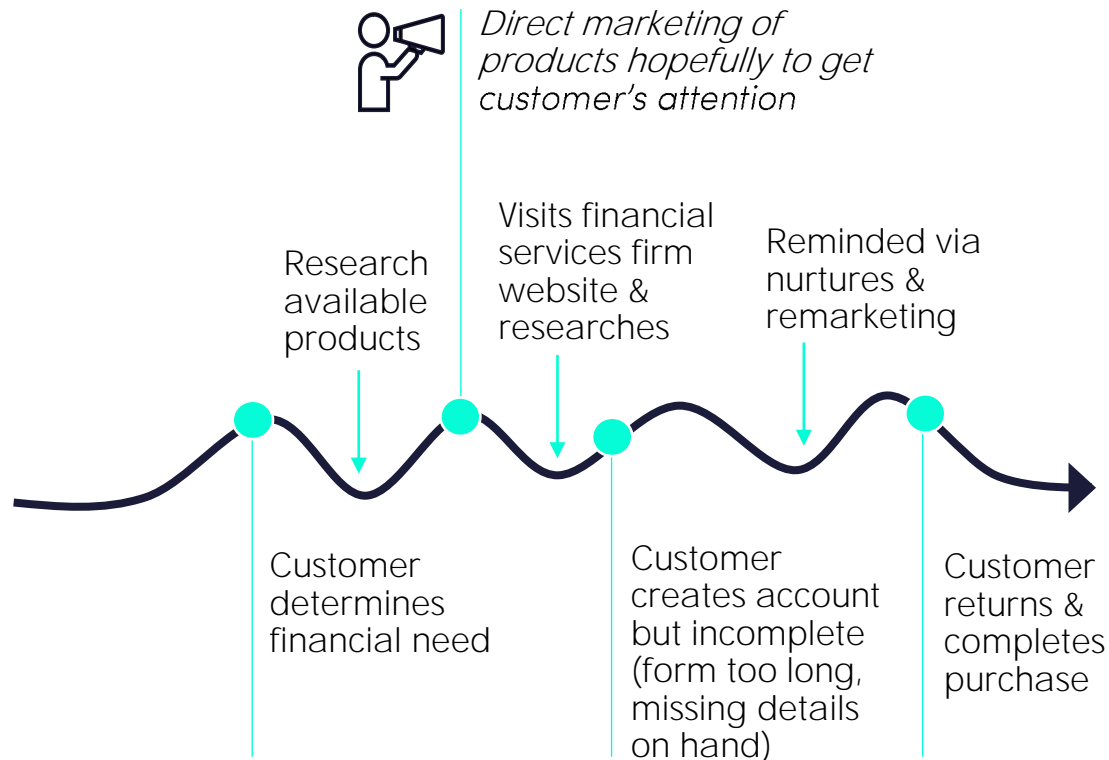 Direct marketing of
products hopefully to get
customer's attention
Research
available
products
Visits financial
services firm
website &
researches
Reminded via
nurtures &
remarketing
Customer
determines
financial need
Customer
creates account
but incomplete
(form too long,
missing details
on hand)
Customer
returns &
completes
purchase